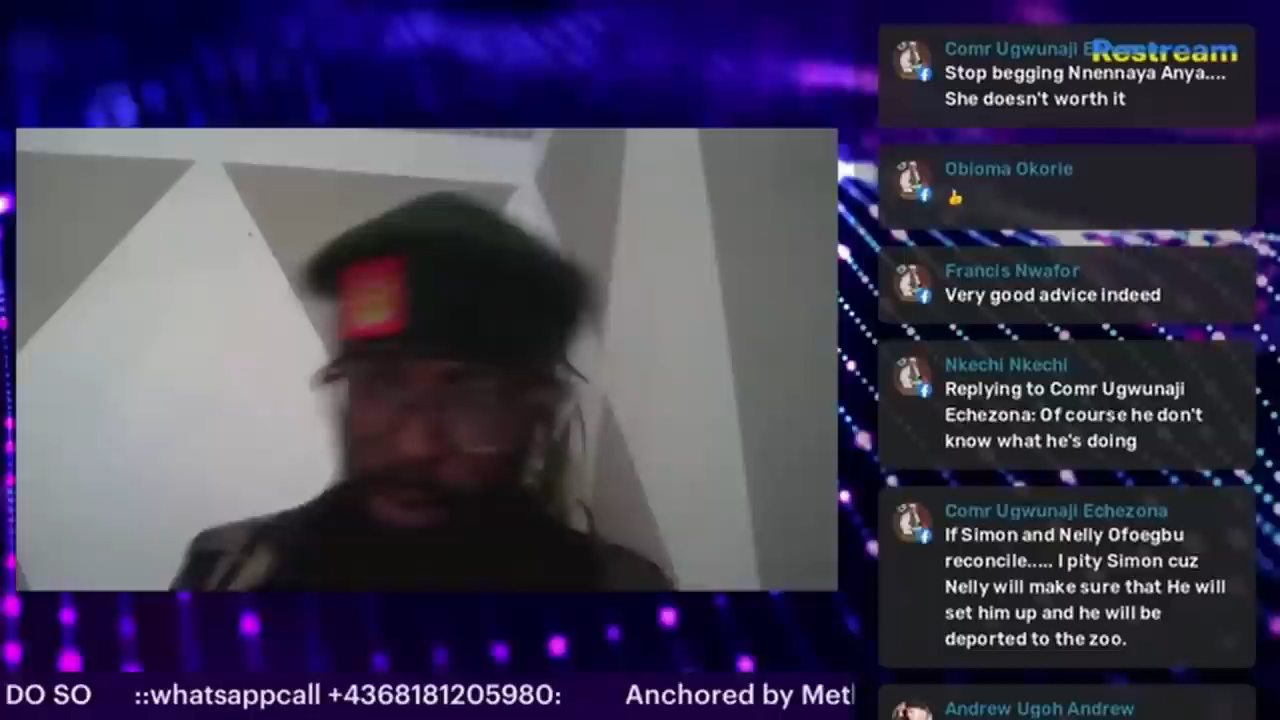 Comr Ugwunaji
Restream
Stop begging Nnennaya Anya....
She doesn't worth it
Obioma Okorie
👍
Francis Nwafor
Very good advice indeed
Nkechi Nkechi
Replying to Comr Ugwunaji
Echezona: Of course he don't
know what he's doing
Comr Ugwunaji Echezona
If Simon and Nelly Ofoegbu
reconcile..... I pity Simon cuz
Nelly will make sure that He will
set him up and he will be
deported to the zoo.
Andrew Ugoh Andrew
DO SO ::whatsappcall +4368181205980: Anchored by